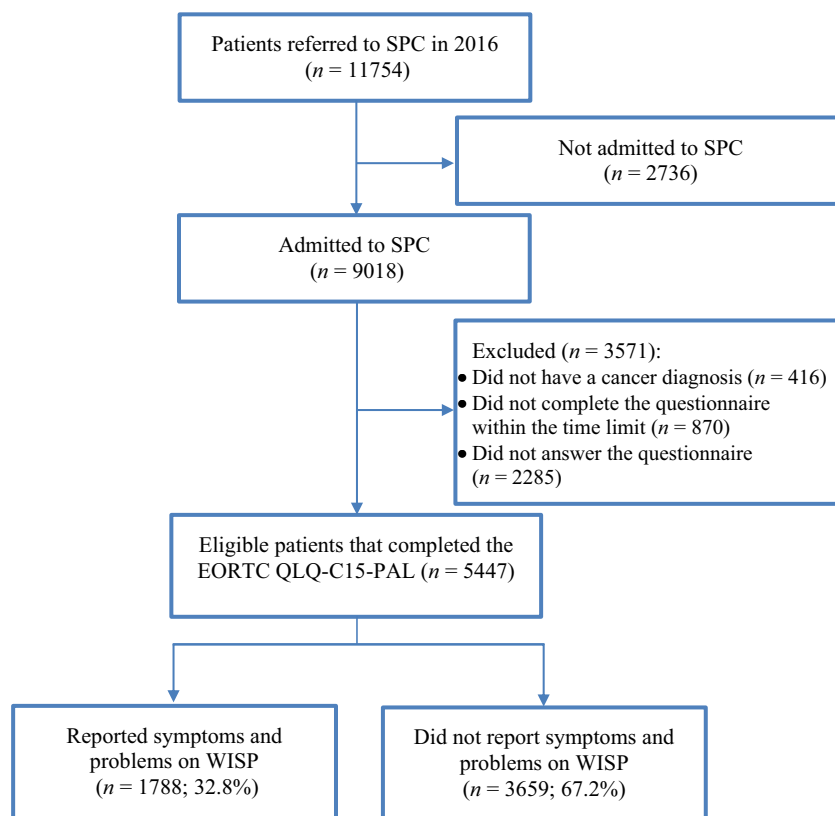 Patients referred to SPC in 2016
(n = 11754)
Not admitted to SPC
(n = 2736)
Admitted to SPC
(n = 9018)
Excluded (n = 3571):
● Did not have a cancer diagnosis (n = 416)
● Did not complete the questionnaire
within the time limit (n = 870)
● Did not answer the questionnaire
(n = 2285)
Eligible patients that completed the
EORTC QLQ-C15-PAL (n = 5447)
Reported symptoms and
problems on WISP
(n = 1788; 32.8%)
Did not report symptoms and
problems on WISP
(n = 3659; 67.2%)